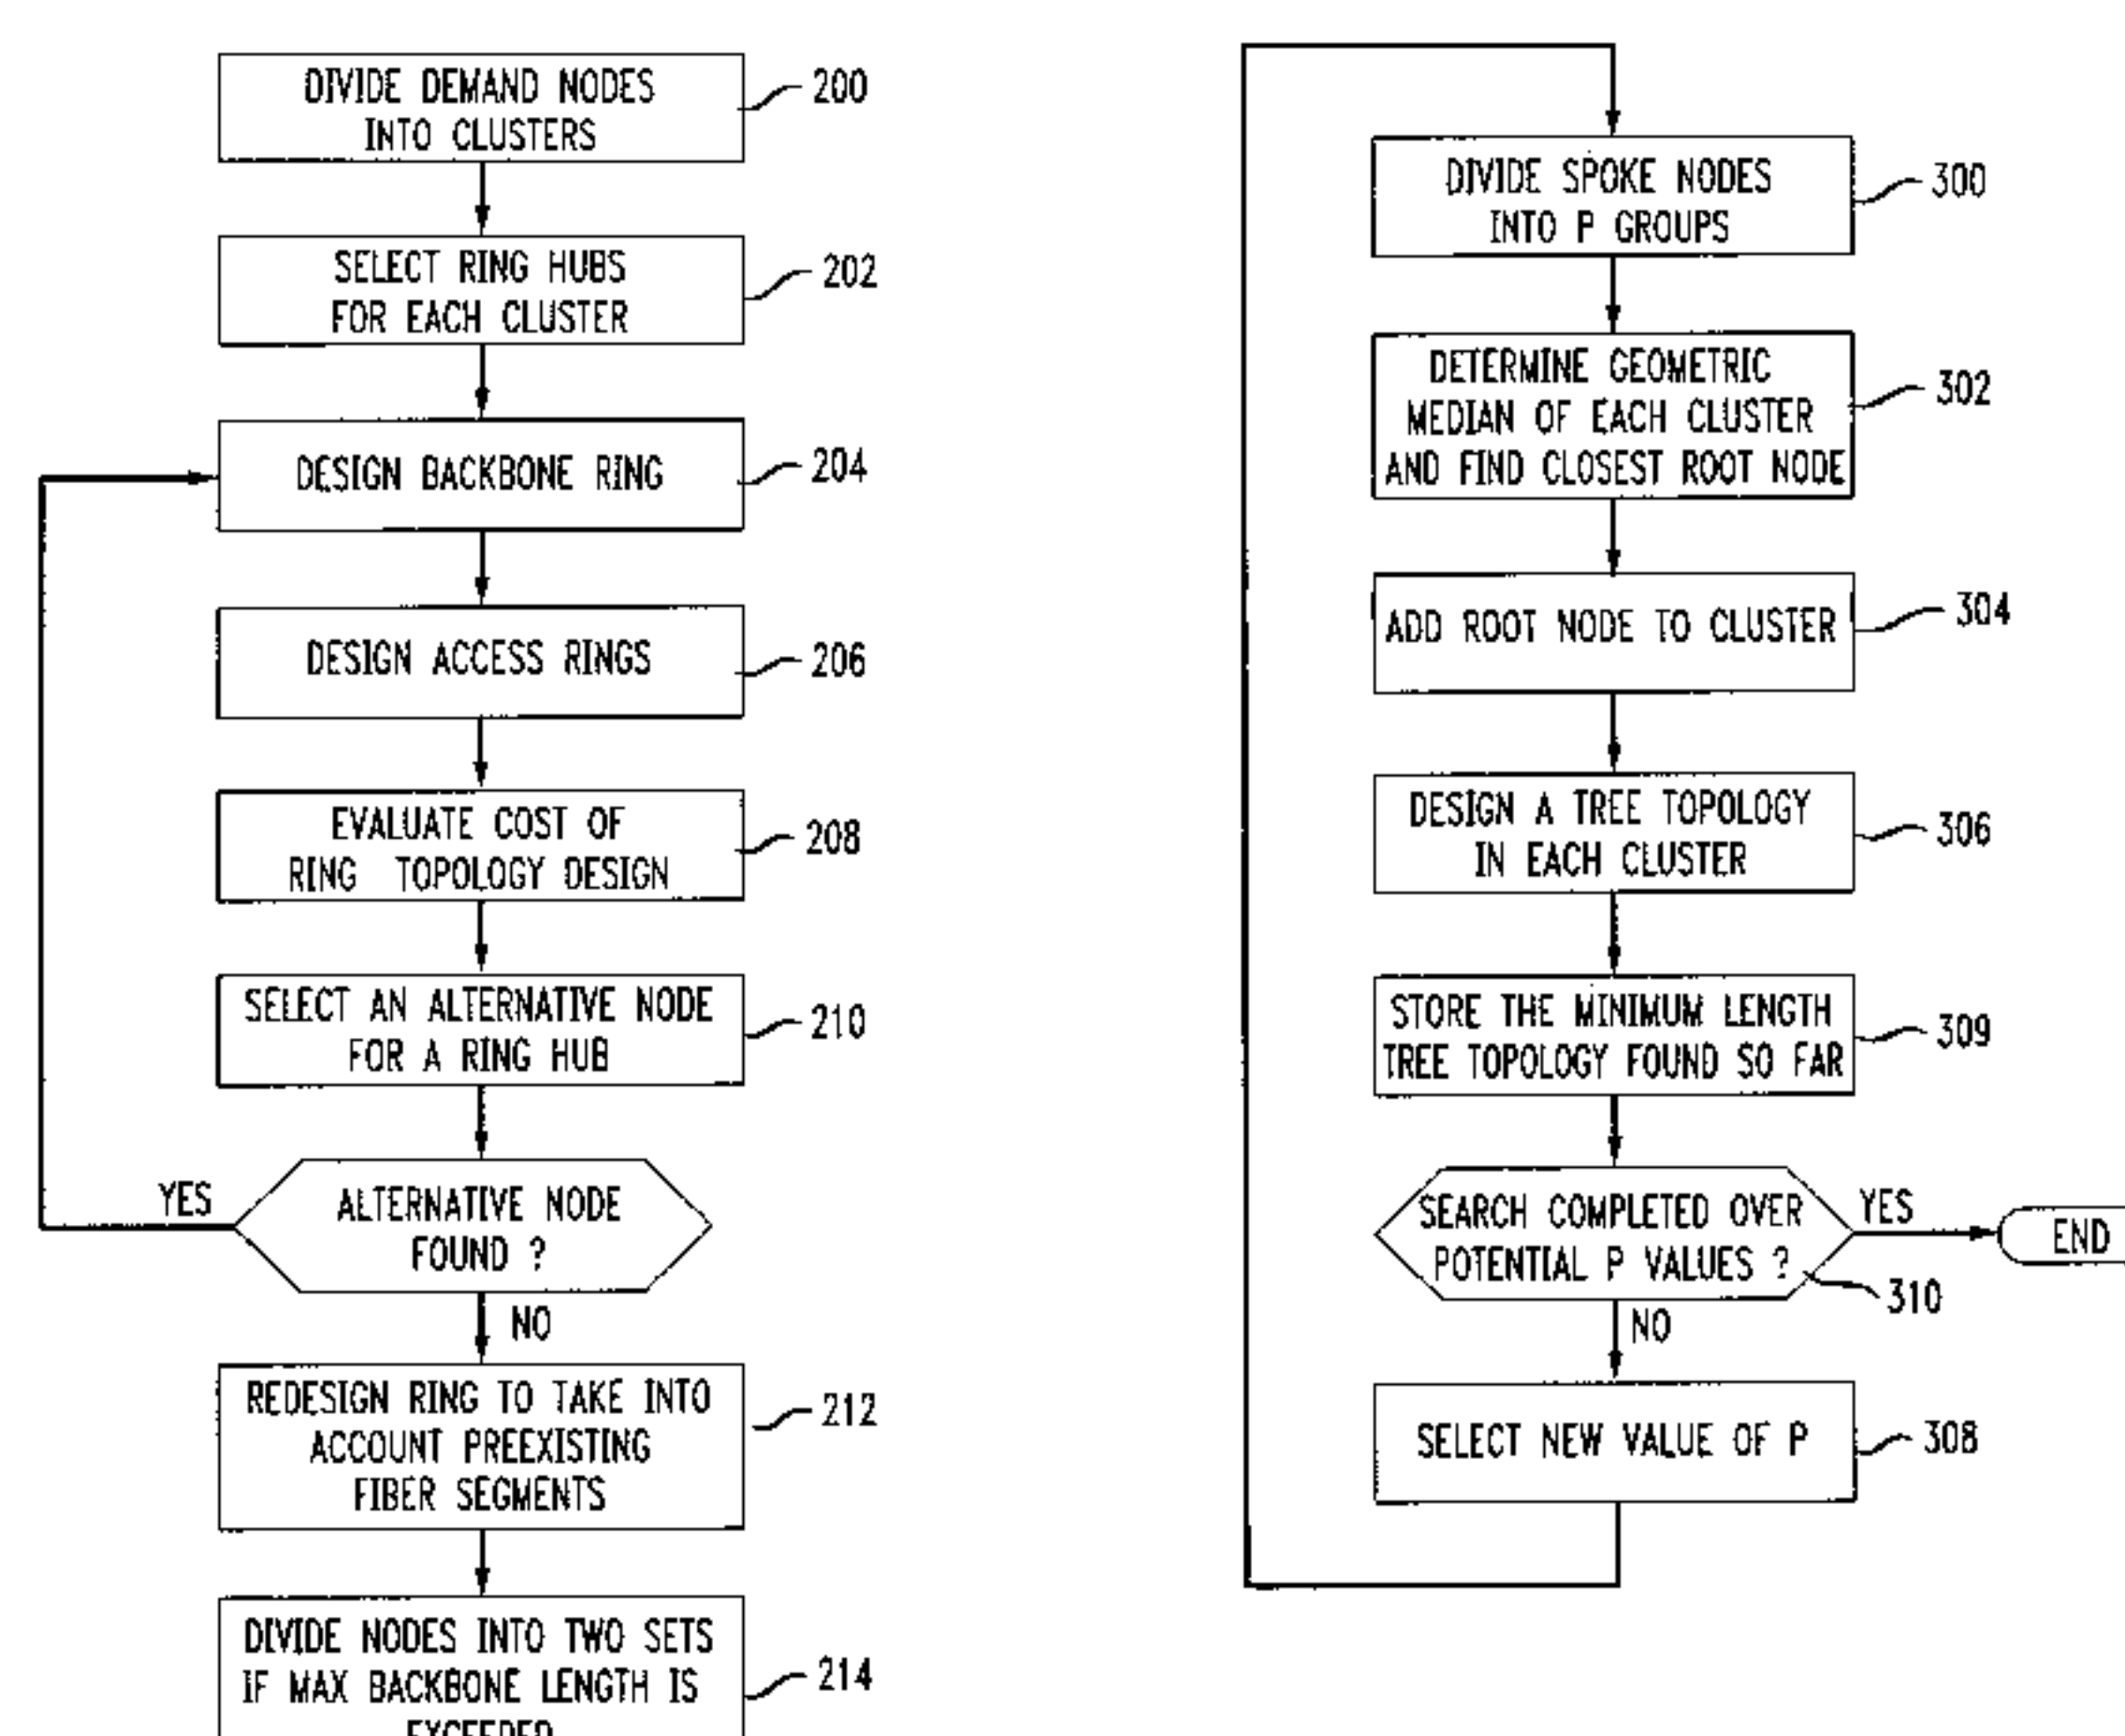 DIVIDE DEMAND NODES
INTO CLUSTERS
200
SELECT RING HUBS
FOR EACH CLUSTER
202
DESIGN BACKBONE RING
204
DESIGN ACCESS RINGS
206
EVALUATE COST OF
RING TOPOLOGY DESIGN
208
SELECT AN ALTERNATIVE NODE
FOR A RING HUB
210
YES
ALTERNATIVE NODE
FOUND ?
NO
REDESIGN RING TO TAKE INTO
ACCOUNT PREEXISTING
FIBER SEGMENTS
212
DIVIDE NODES INTO TWO SETS
IF MAX BACKBONE LENGTH IS
EXCEEDED
214
DIVIDE SPOKE NODES
INTO P GROUPS
300
DETERMINE GEOMETRIC
MEDIAN OF EACH CLUSTER
AND FIND CLOSEST ROOT NODE
302
ADD ROOT NODE TO CLUSTER
304
DESIGN A TREE TOPOLOGY
IN EACH CLUSTER
306
STORE THE MINIMUM LENGTH
TREE TOPOLOGY FOUND SO FAR
309
SEARCH COMPLETED OVER
POTENTIAL P VALUES ?
310
YES
END
NO
SELECT NEW VALUE OF P
308